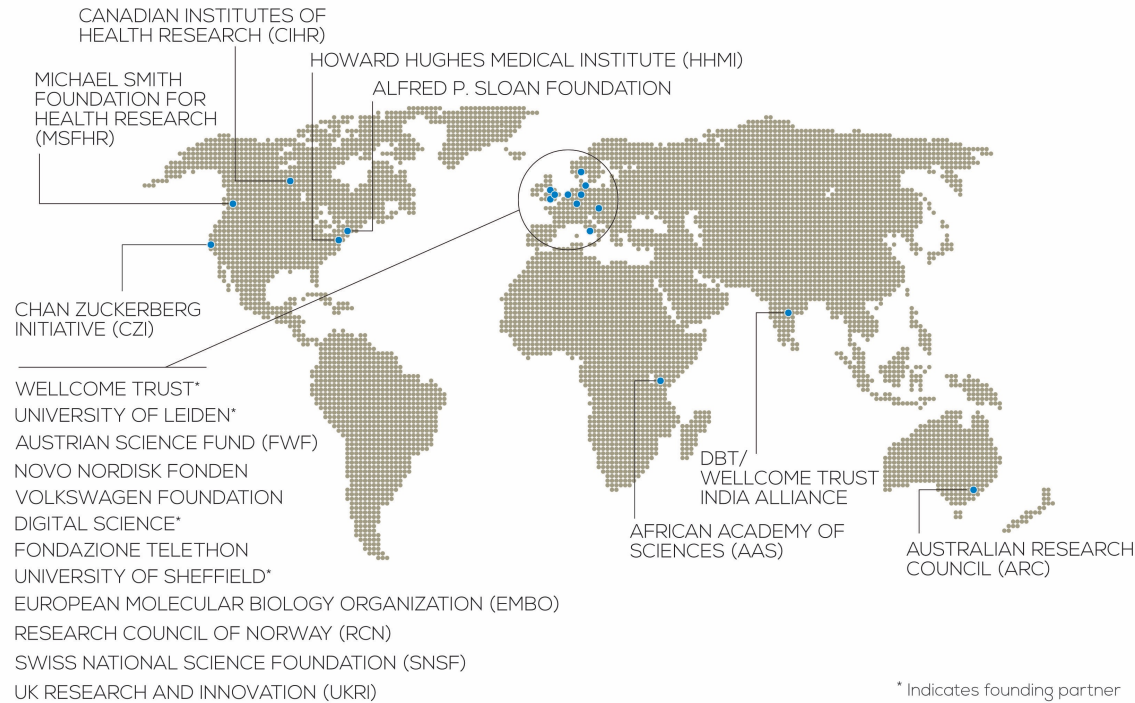 CANADIAN INSTITUTES OF
HEALTH RESEARCH (CIHR)
HOWARD HUGHES MEDICAL INSTITUTE (HHMI)
MICHAEL SMITH
FOUNDATION FOR
HEALTH RESEARCH
(MSFHR)
ALFRED P. SLOAN FOUNDATION
CHAN ZUCKERBERG
INITIATIVE (CZI)
WELLCOME TRUST*
UNIVERSITY OF LEIDEN*
AUSTRIAN SCIENCE FUND (FWF)
NOVO NORDISK FONDEN
VOLKSWAGEN FOUNDATION
DIGITAL SCIENCE*
FONDAZIONE TELETHON
UNIVERSITY OF SHEFFIELD*
EUROPEAN MOLECULAR BIOLOGY ORGANIZATION (EMBO)
RESEARCH COUNCIL OF NORWAY (RCN)
SWISS NATIONAL SCIENCE FOUNDATION (SNSF)
UK RESEARCH AND INNOVATION (UKRI)
AFRICAN ACADEMY OF
SCIENCES (AAS)
DBT/
WELLCOME TRUST
INDIA ALLIANCE
AUSTRALIAN RESEARCH
COUNCIL (ARC)
* Indicates founding partner